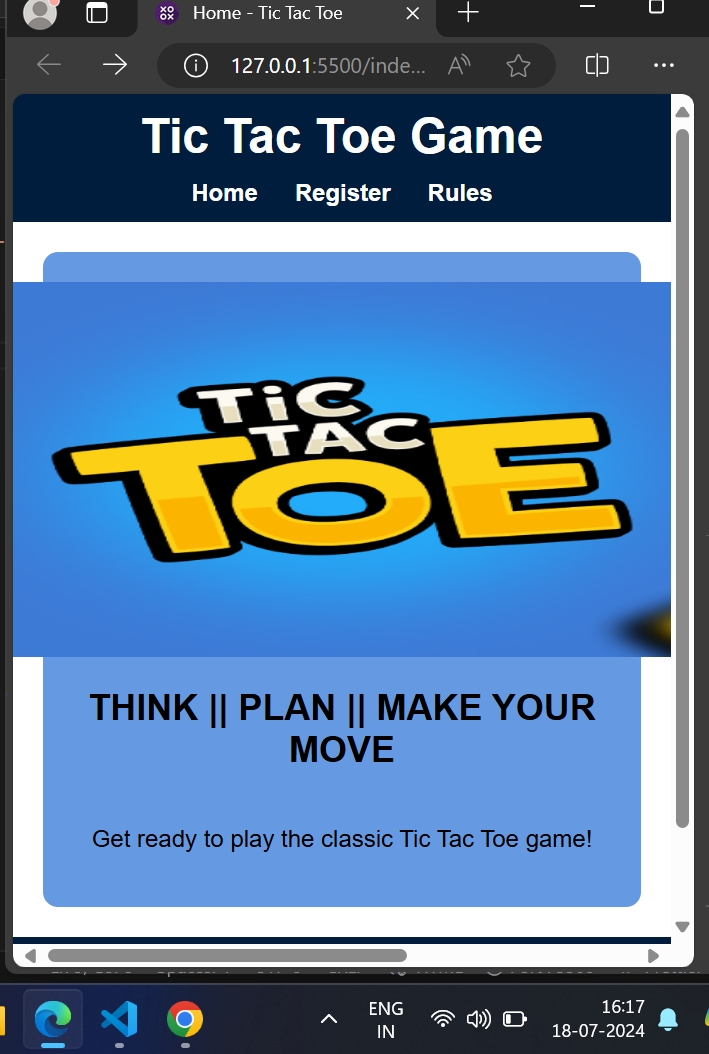 Home - Tic Tac Toe
127.0.0.1:5500/inde...
Tic Tac Toe Game
Home Register Rules
TiC
TAC
TOE
THINK || PLAN || MAKE YOUR
MOVE
Get ready to play the classic Tic Tac Toe game!
ENG
IN
16:17
18-07-2024